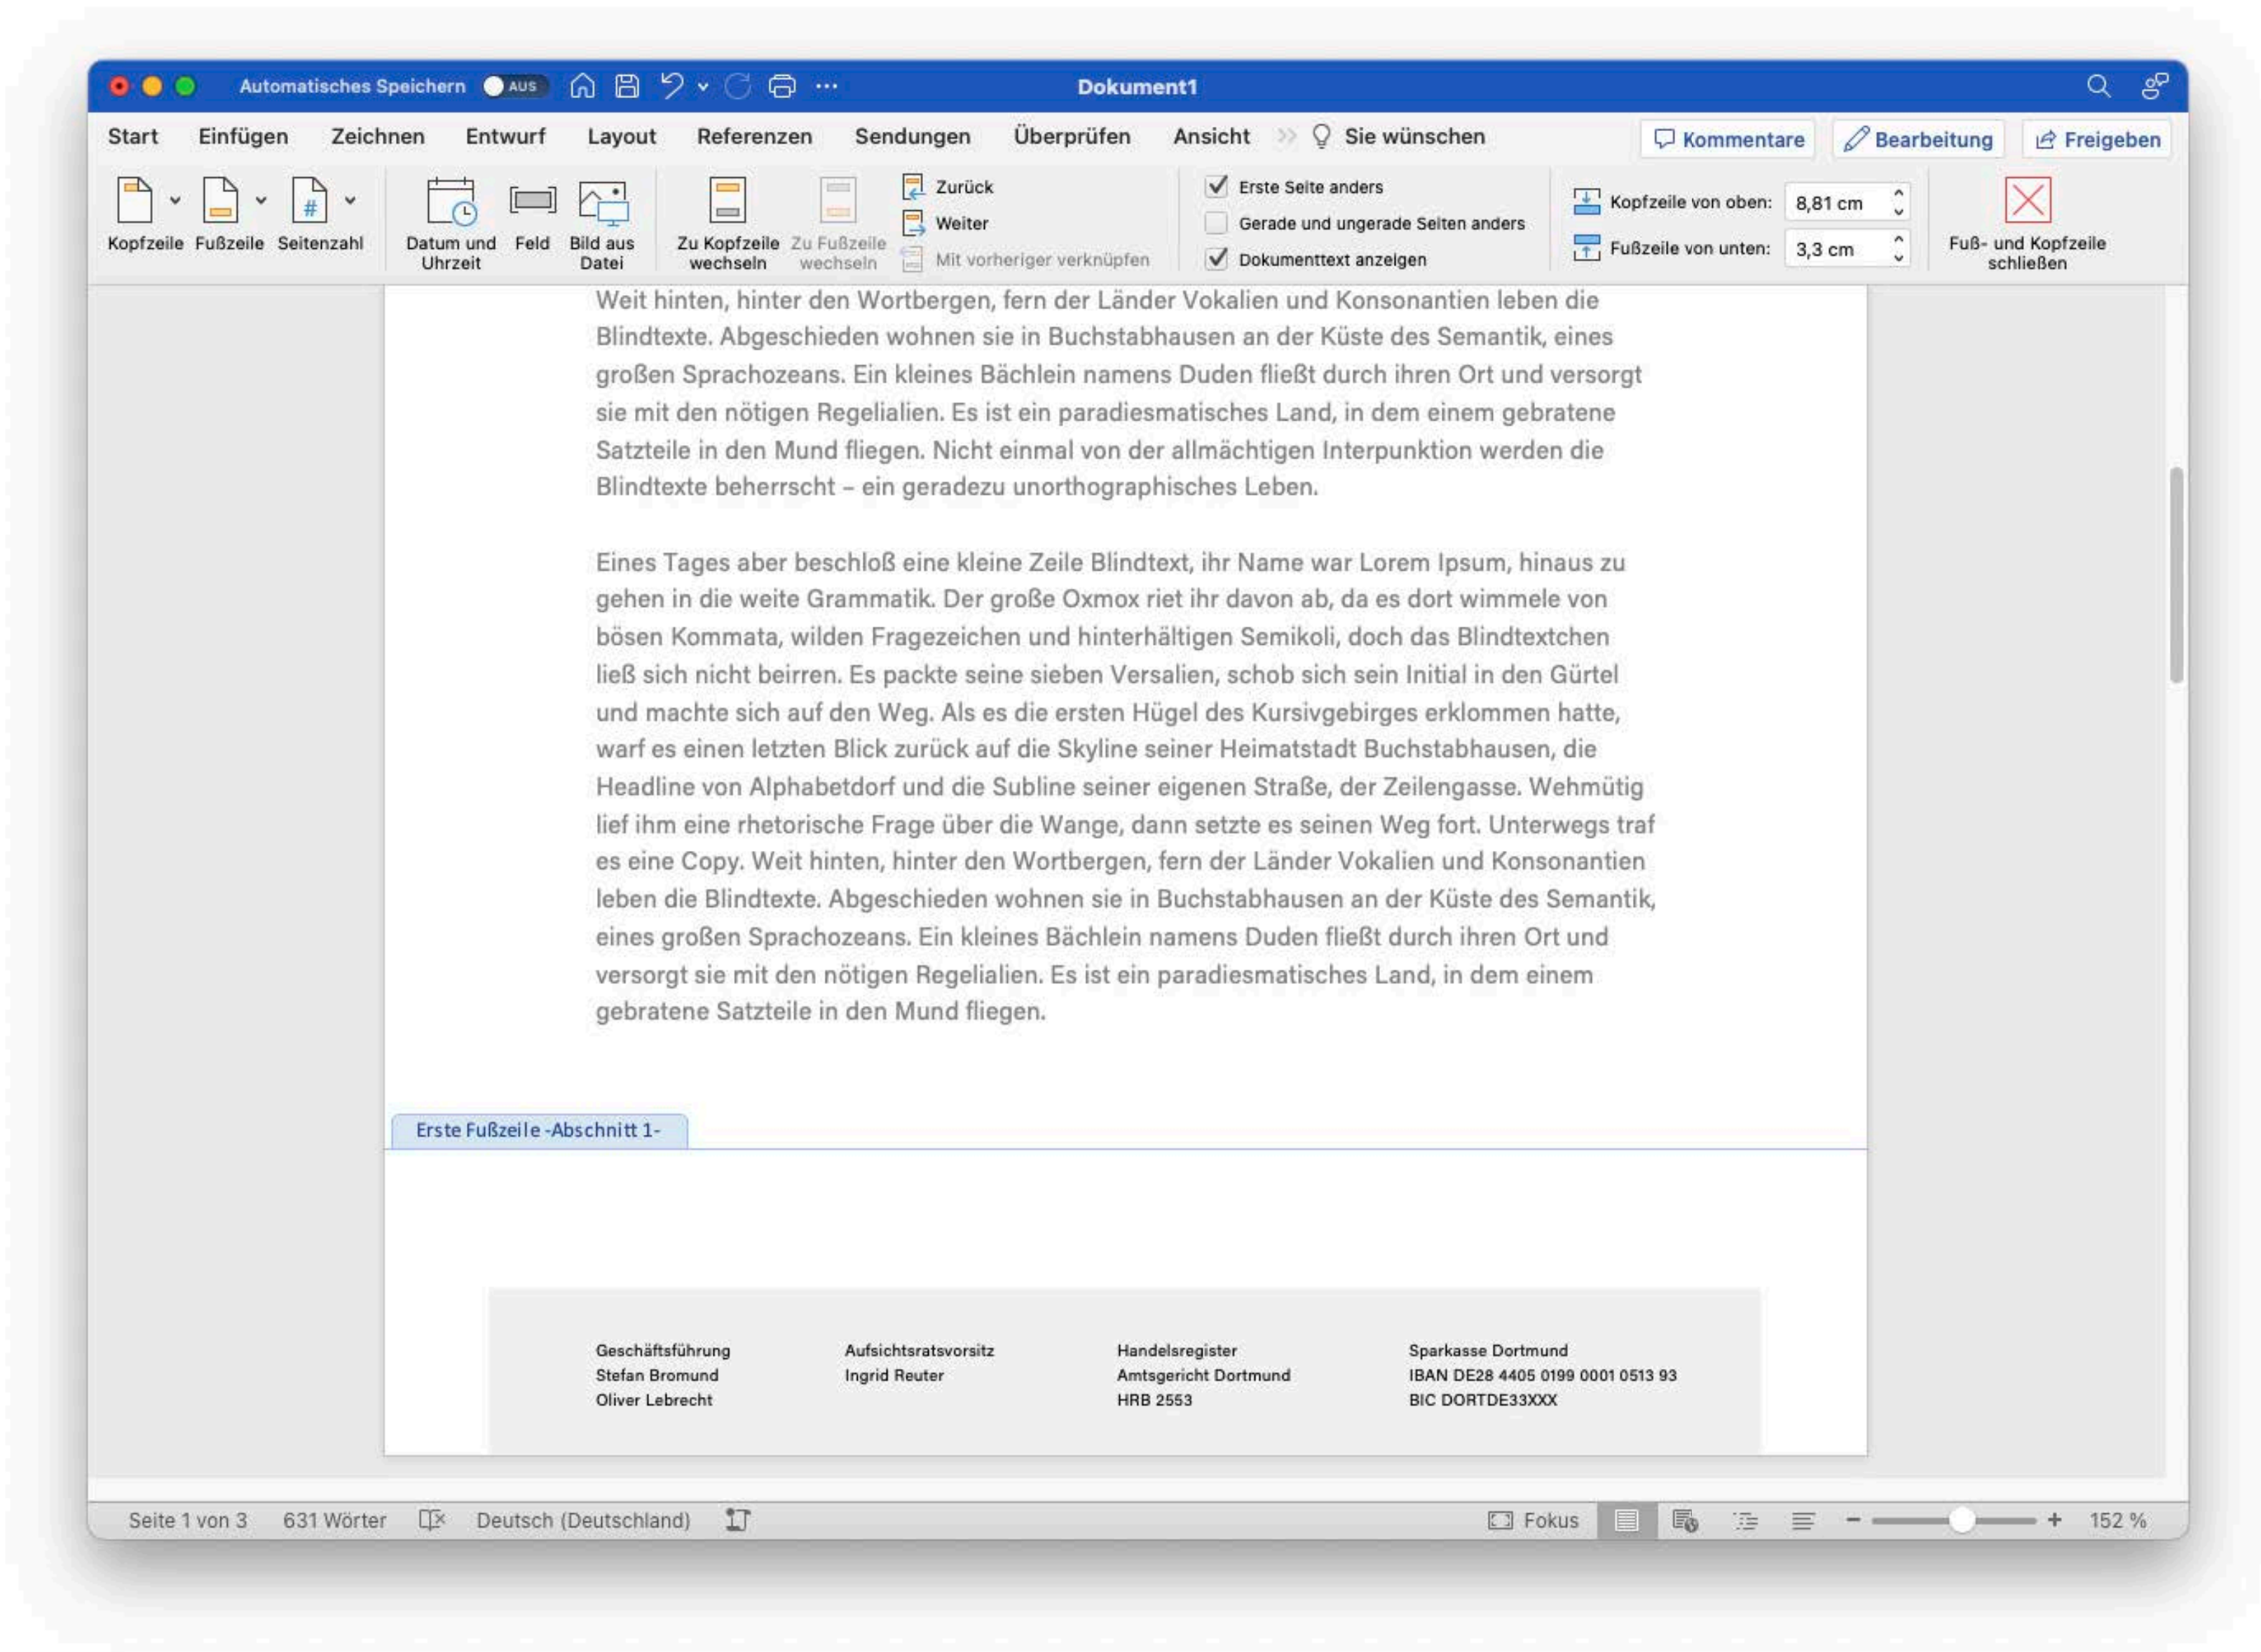 Automatisches Speichern AUS Dokument1
Start Einfügen Zeichnen Entwurf Layout Referenzen Sendungen Überprüfen Ansicht Sie wünschen Kommentare Bearbeitung Freigeben
Kopfzeile Fußzeile Seitenzahl
Datum und Uhrzeit
Feld
Bild aus Datei
Zu Kopfzeile wechseln
Zu Fußzeile wechseln
Zurück
Weiter
Mit vorheriger verknüpfen
Erste Seite anders
Gerade und ungerade Seiten anders
Dokumenttext anzeigen
Kopfzeile von oben: 8,81 cm
Fußzeile von unten: 3,3 cm
Fuß- und Kopfzeile schließen
Weit hinten, hinter den Wortbergen, fern der Länder Vokalien und Konsonantien leben die
Blindtexte. Abgeschieden wohnen sie in Buchstabhausen an der Küste des Semantik, eines
großen Sprachozeans. Ein kleines Bächlein namens Duden fließt durch ihren Ort und versorgt
sie mit den nötigen Regelialien. Es ist ein paradiesmatisches Land, in dem einem gebratene
Satzteile in den Mund fliegen. Nicht einmal von der allmächtigen Interpunktion werden die
Blindtexte beherrscht – ein geradezu unorthographisches Leben.
Eines Tages aber beschloß eine kleine Zeile Blindtext, ihr Name war Lorem Ipsum, hinaus zu
gehen in die weite Grammatik. Der große Oxmox riet ihr davon ab, da es dort wimmele von
bösen Kommata, wilden Fragezeichen und hinterhältigen Semikoli, doch das Blindtextchen
ließ sich nicht beirren. Es packte seine sieben Versalien, schob sich sein Initial in den Gürtel
und machte sich auf den Weg. Als es die ersten Hügel des Kursivgebirges erklommen hatte,
warf es einen letzten Blick zurück auf die Skyline seiner Heimatstadt Buchstabhausen, die
Headline von Alphabetdorf und die Subline seiner eigenen Straße, der Zeilengasse. Wehmütig
lief ihm eine rhetorische Frage über die Wange, dann setzte es seinen Weg fort. Unterwegs traf
es eine Copy. Weit hinten, hinter den Wortbergen, fern der Länder Vokalien und Konsonantien
leben die Blindtexte. Abgeschieden wohnen sie in Buchstabhausen an der Küste des Semantik,
eines großen Sprachozeans. Ein kleines Bächlein namens Duden fließt durch ihren Ort und
versorgt sie mit den nötigen Regelialien. Es ist ein paradiesmatisches Land, in dem einem
gebratene Satzteile in den Mund fliegen.
Erste Fußzeile -Abschnitt 1-
Geschäftsführung
Stefan Bromund
Oliver Lebrecht
Aufsichtsratsvorsitz
Ingrid Reuter
Handelsregister
Amtsgericht Dortmund
HRB 2553
Sparkasse Dortmund
IBAN DE28 4405 0199 0001 0513 93
BIC DORTDE33XXX
Seite 1 von 3 631 Wörter Deutsch (Deutschland) Fokus 152 %